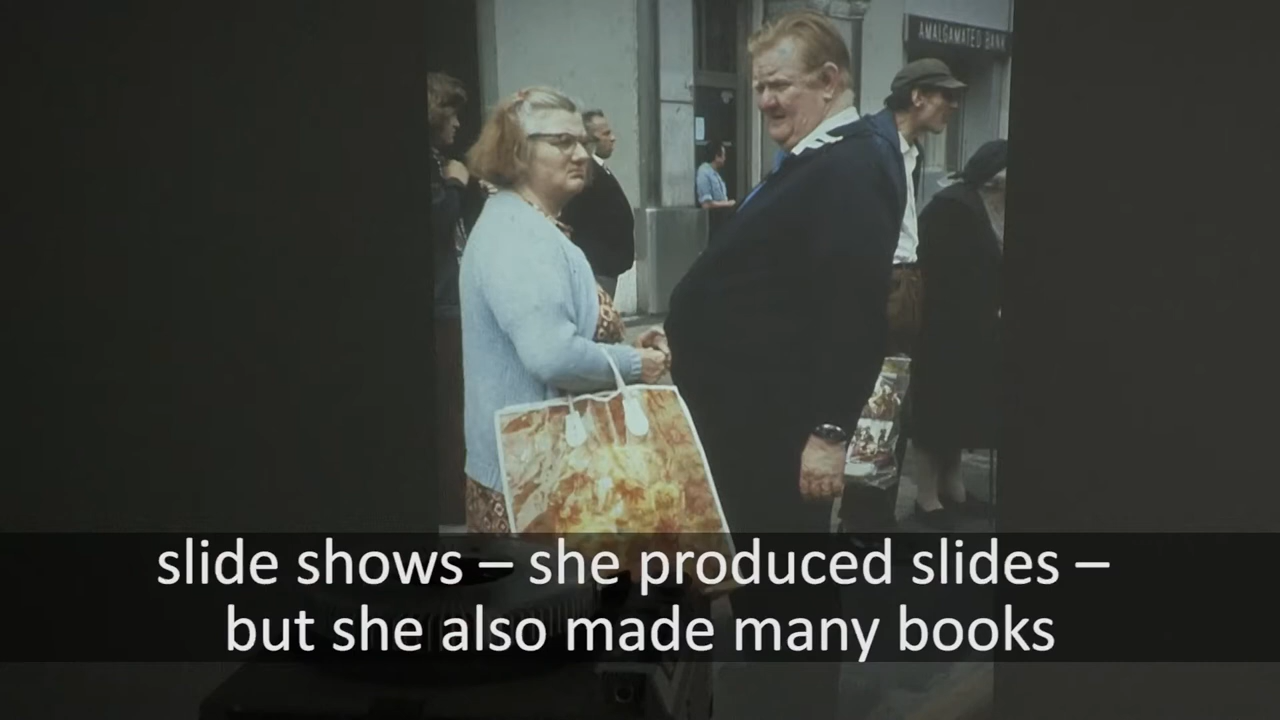 AMALGAMATED BANK
slide shows – she produced slides –
but she also made many books